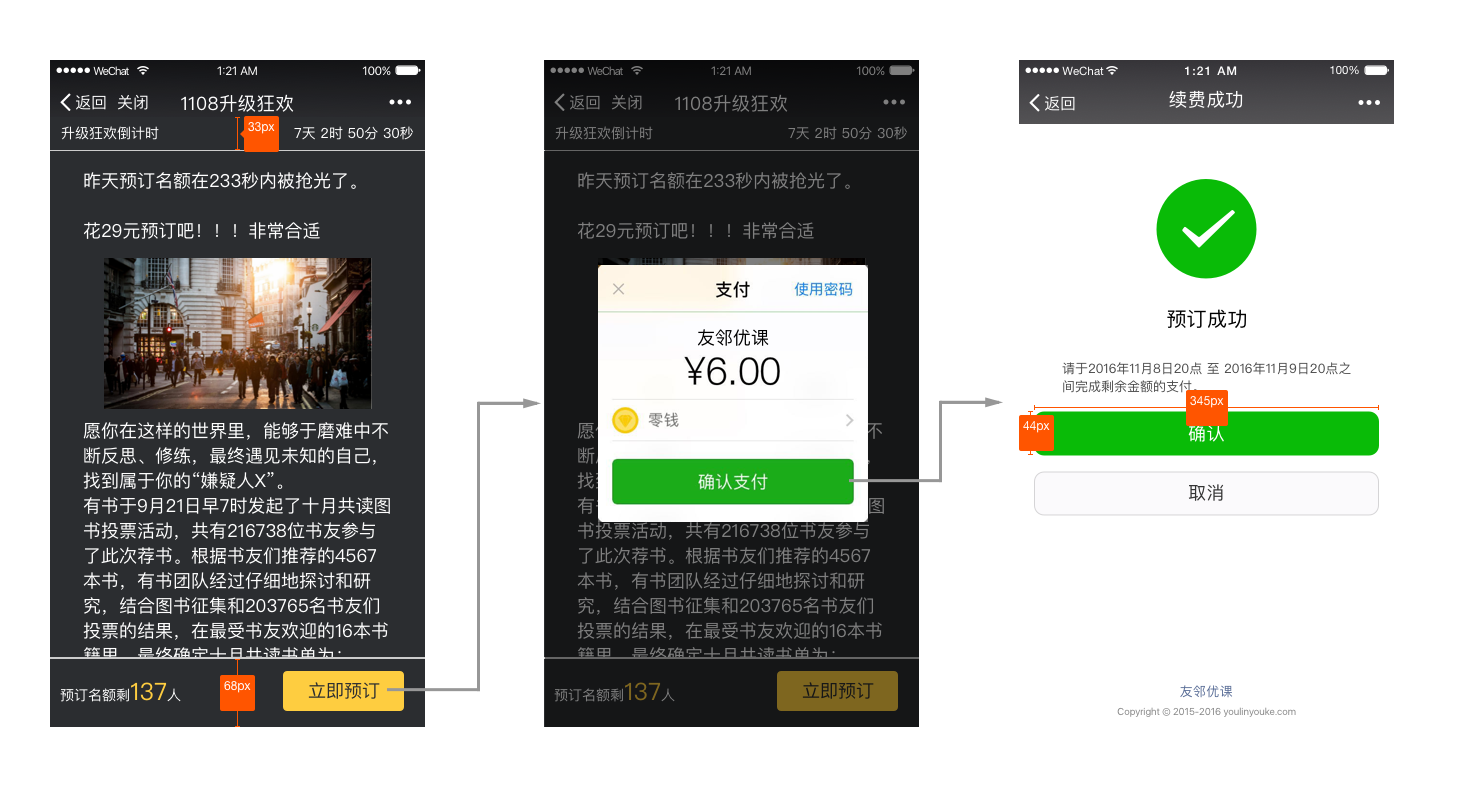 WeChat
1:21 AM
100%
返回 关闭
1108升级狂欢
升级狂欢倒计时
33px
7天 2时 50分 30秒
昨天预订名额在233秒内被抢光了。
花29元预订吧！！！非常合适
愿你在这样的世界里，能够于磨难中不
断反思、修练，最终遇见未知的自己，
找到属于你的“嫌疑人X”。
有书于9月21日早7时发起了十月共读图
书投票活动，共有216738位书友参与
了此次荐书。根据书友们推荐的4567
本书，有书团队经过仔细地探讨和研
究，结合图书征集和203765名书友们
投票的结果，在最受书友欢迎的16本书
籍里，最终确定十月共读书单为：
预订名额剩137人
68px
立即预订
WeChat
1:21 AM
100%
返回 关闭
1108升级狂欢
升级狂欢倒计时
7天 2时 50分 30秒
昨天预订名额在233秒内被抢光了。
花29元预订吧！！！非常合适
支付
使用密码
友邻优课
¥6.00
零钱
确认支付
愿
不
断
，
找
有
图
书投票活动，共有216738位书友参与
了此次荐书。根据书友们推荐的4567
本书，有书团队经过仔细地探讨和研
究，结合图书征集和203765名书友们
投票的结果，在最受书友欢迎的16本书
籍里，最终确定十月共读书单为：
预订名额剩137人
立即预订
WeChat
1:21 AM
100%
返回
续费成功
预订成功
请于2016年11月8日20点 至 2016年11月9日20点之
间完成剩余金额的支付。
345px
44px
确认
取消
友邻优课
Copyright © 2015-2016 youlinyouke.com